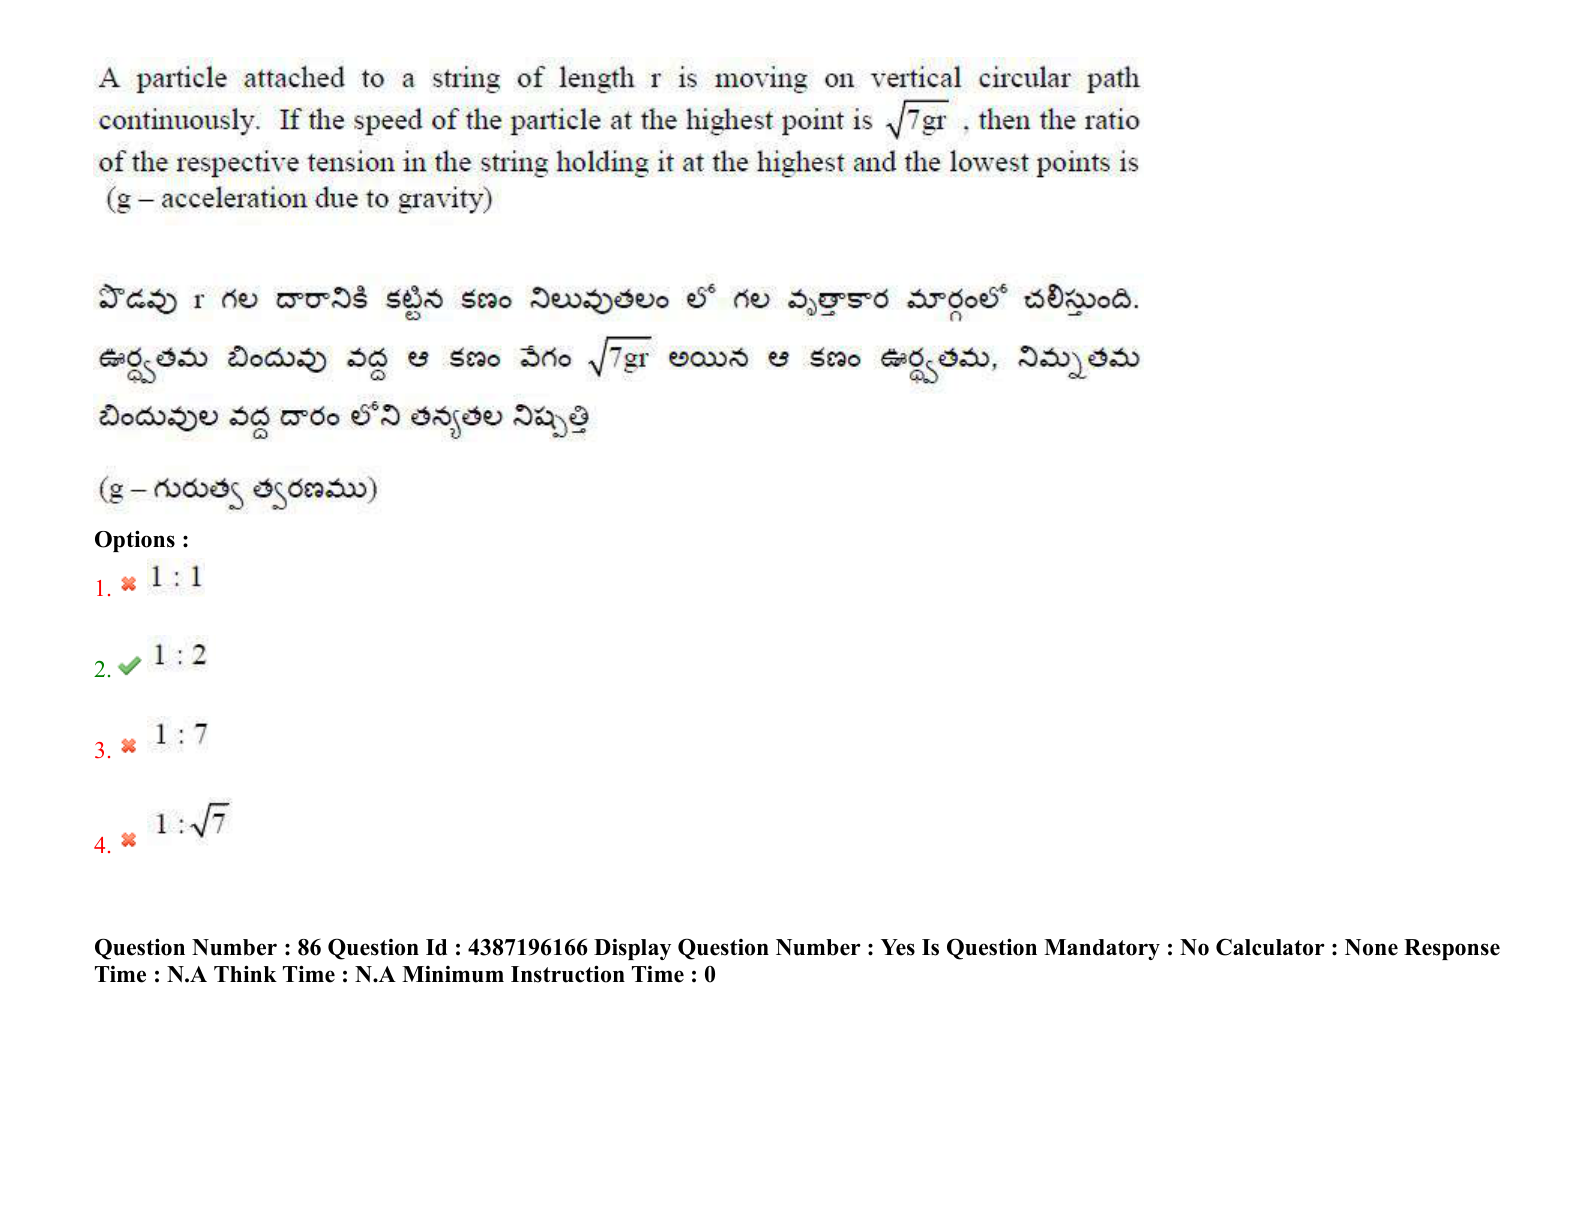 A particle attached to a string of length r is moving on vertical circular path
continuously. If the speed of the particle at the highest point is √7gr , then the ratio
of the respective tension in the string holding it at the highest and the lowest points is
(g – acceleration due to gravity)
పొడవు r గల దారానికి కట్టిన కణం నిలువుతలం లో గల వృత్తాకార మార్గంలో చలిస్తుంది.
ఊర్ధ్వతమ బిందువు వద్ద ఆ కణం వేగం √7gr అయిన ఆ కణం ఊర్ధ్వతమ, నిమ్నతమ
బిందువుల వద్ద దారం లోని తన్యతల నిష్పత్తి
(g – గురుత్వ త్వరణము)
Options :
1. ✖ 1 : 1
2. ✔ 1 : 2
3. ✖ 1 : 7
4. ✖ 1 : √7
Question Number : 86 Question Id : 4387196166 Display Question Number : Yes Is Question Mandatory : No Calculator : None Response
Time : N.A Think Time : N.A Minimum Instruction Time : 0